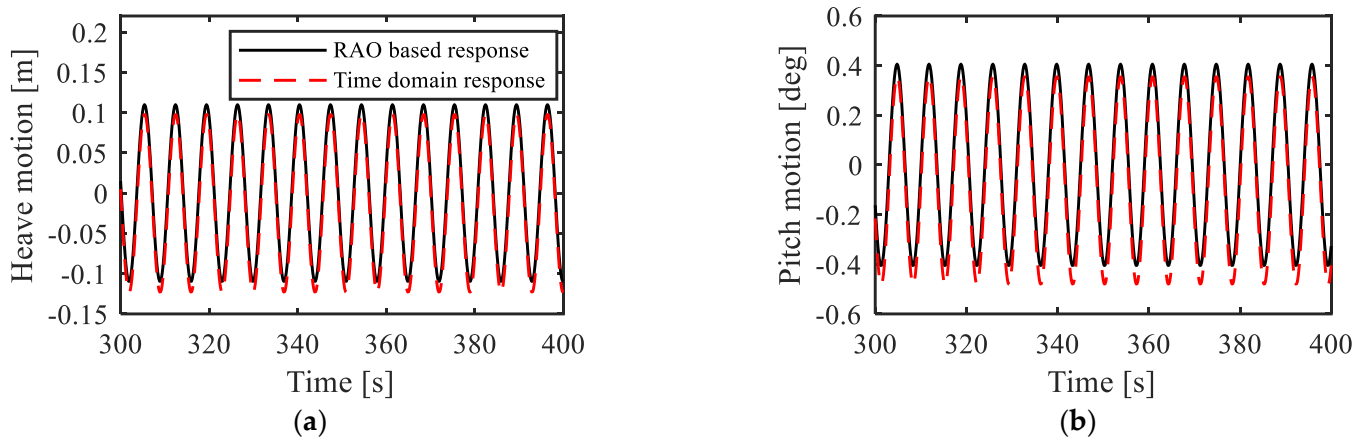 Heave motion [m]
0.2
0.15
0.1
0.05
0
-0.05
-0.1
-0.15
RAO based response
Time domain response
300 320 340 360 380 400
Time [s]
(a)
Pitch motion [deg]
0.6
0.4
0.2
0
-0.2
-0.4
-0.6
300 320 340 360 380 400
Time [s]
(b)